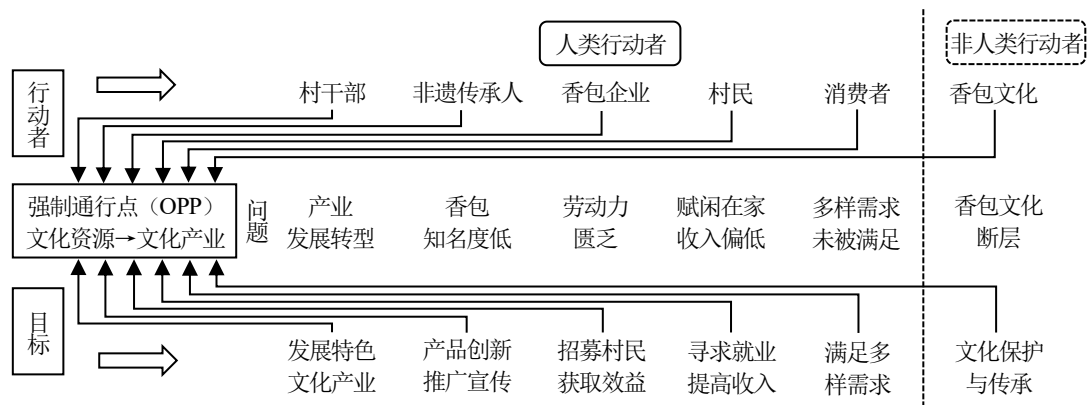 人类行动者
非人类行动者
行动者
村干部
非遗传承人
香包企业
村民
消费者
香包文化
强制通行点（OPP）
文化资源→文化产业
问题
产业
发展转型
香包
知名度低
劳动力
匮乏
赋闲在家
收入偏低
多样需求
未被满足
香包文化
断层
目标
发展特色
文化产业
产品创新
推广宣传
招募村民
获取效益
寻求就业
提高收入
满足多
样需求
文化保护
与传承